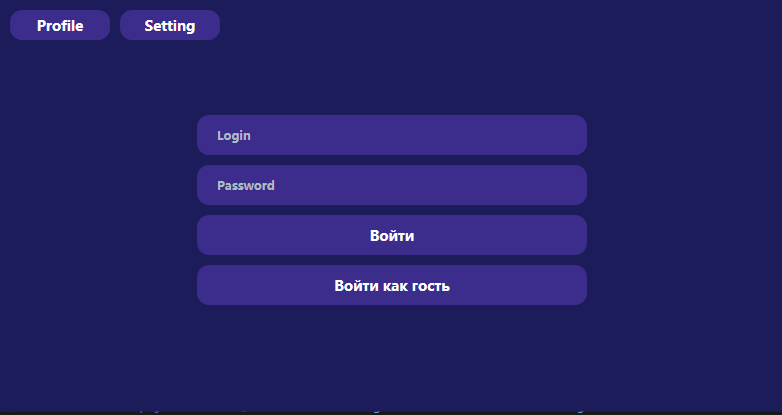 Profile
Setting
Login
Password
Войти
Войти как гость